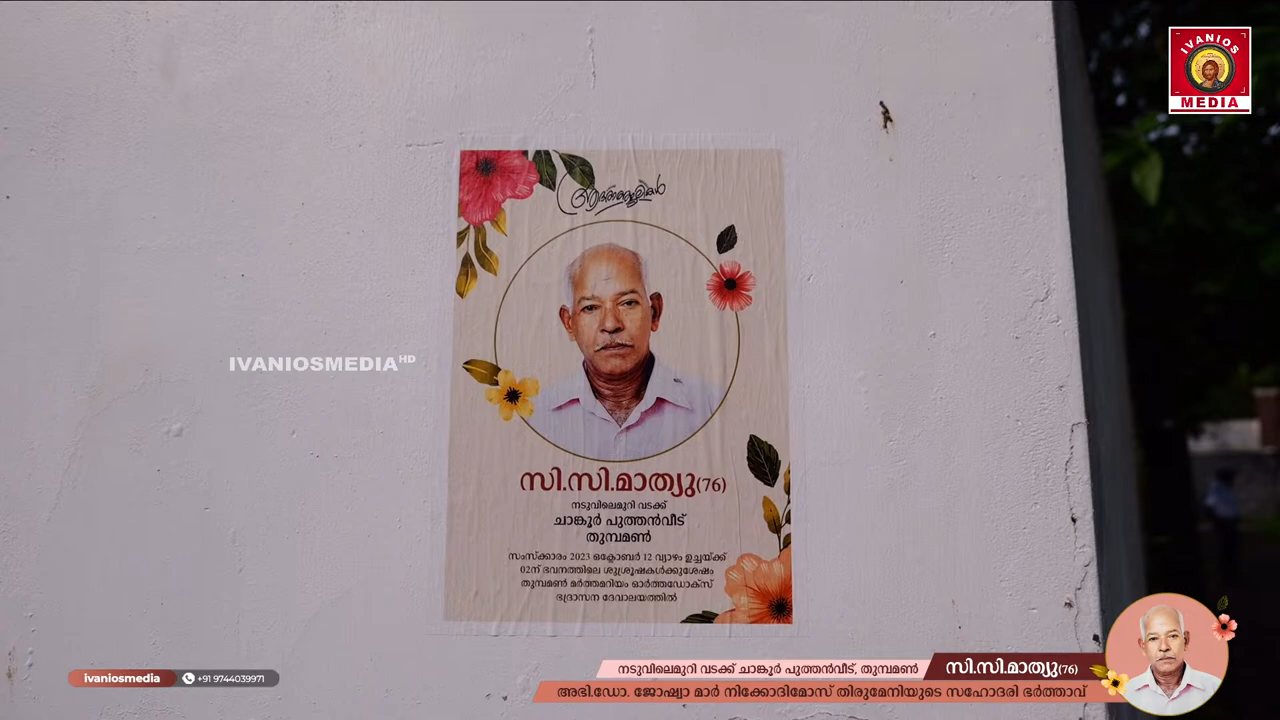 IVANIOS
MEDIA
ആദരാഞ്ജലികൾ
IVANIOSMEDIA HD
സി.സി.മാത്യു(76)
നടുവിലെമുറി വടക്ക്
ചാങ്കൂർ പുത്തൻവീട്
തുമ്പമൺ
സംസ്ക്കാരം 2023 ഒക്ടോബർ 12 വ്യാഴം ഉച്ചയ്ക്ക്
02ന് ഭവനത്തിലെ ശുശ്രൂഷകൾക്കുശേഷം
തുമ്പമൺ മർത്തമറിയം ഓർത്തഡോക്സ്
ഭദ്രാസന ദേവാലയത്തിൽ
നടുവിലെമുറി വടക്ക് ചാങ്കൂർ പുത്തൻവീട്, തുമ്പമൺ സി.സി.മാത്യു(76)
അഭി.ഡോ. ജോഷ്വാ മാർ നിക്കോദിമോസ് തിരുമേനിയുടെ സഹോദരി ഭർത്താവ്
ivaniosmedia +91 9744039971